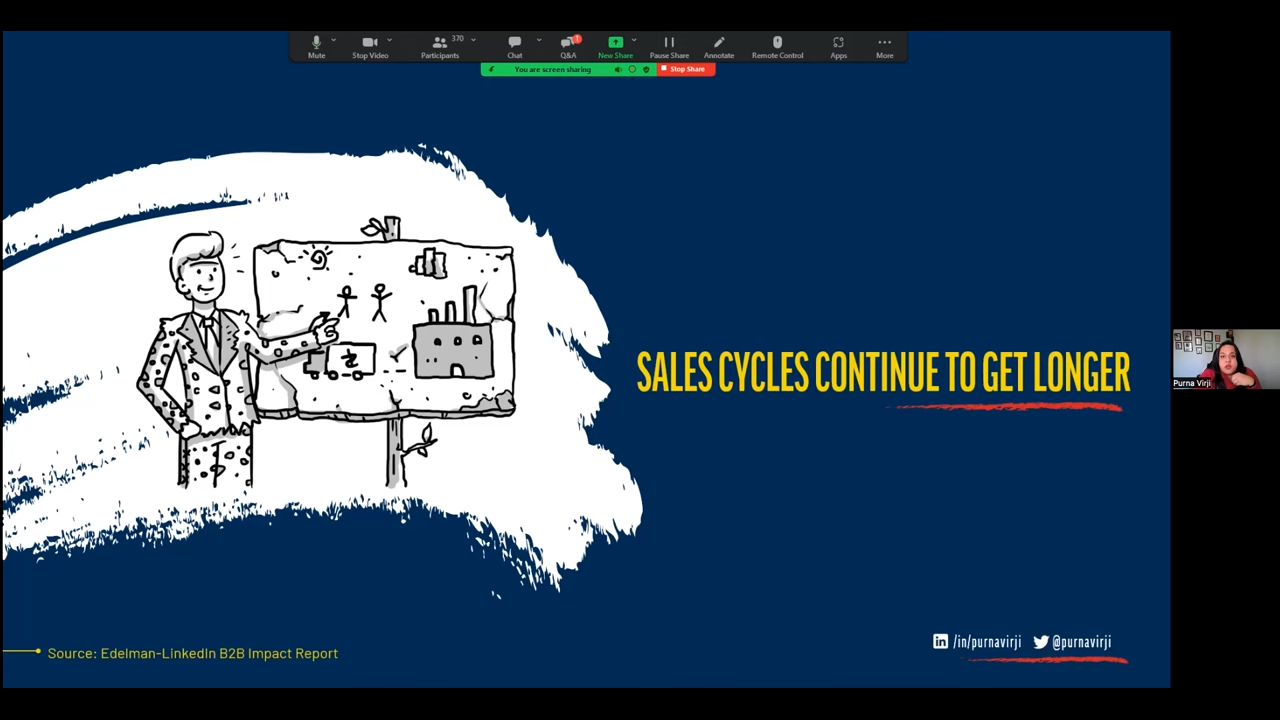 370
1
Mute
Stop Video
Participants
Chat
Q&A
New Share
Pause Share
Annotate
Remote Control
Apps
More
You are screen sharing
Stop Share
SALES CYCLES CONTINUE TO GET LONGER
Purna Virji
Source: Edelman-LinkedIn B2B Impact Report
in /in/purnavirji @purnavirji